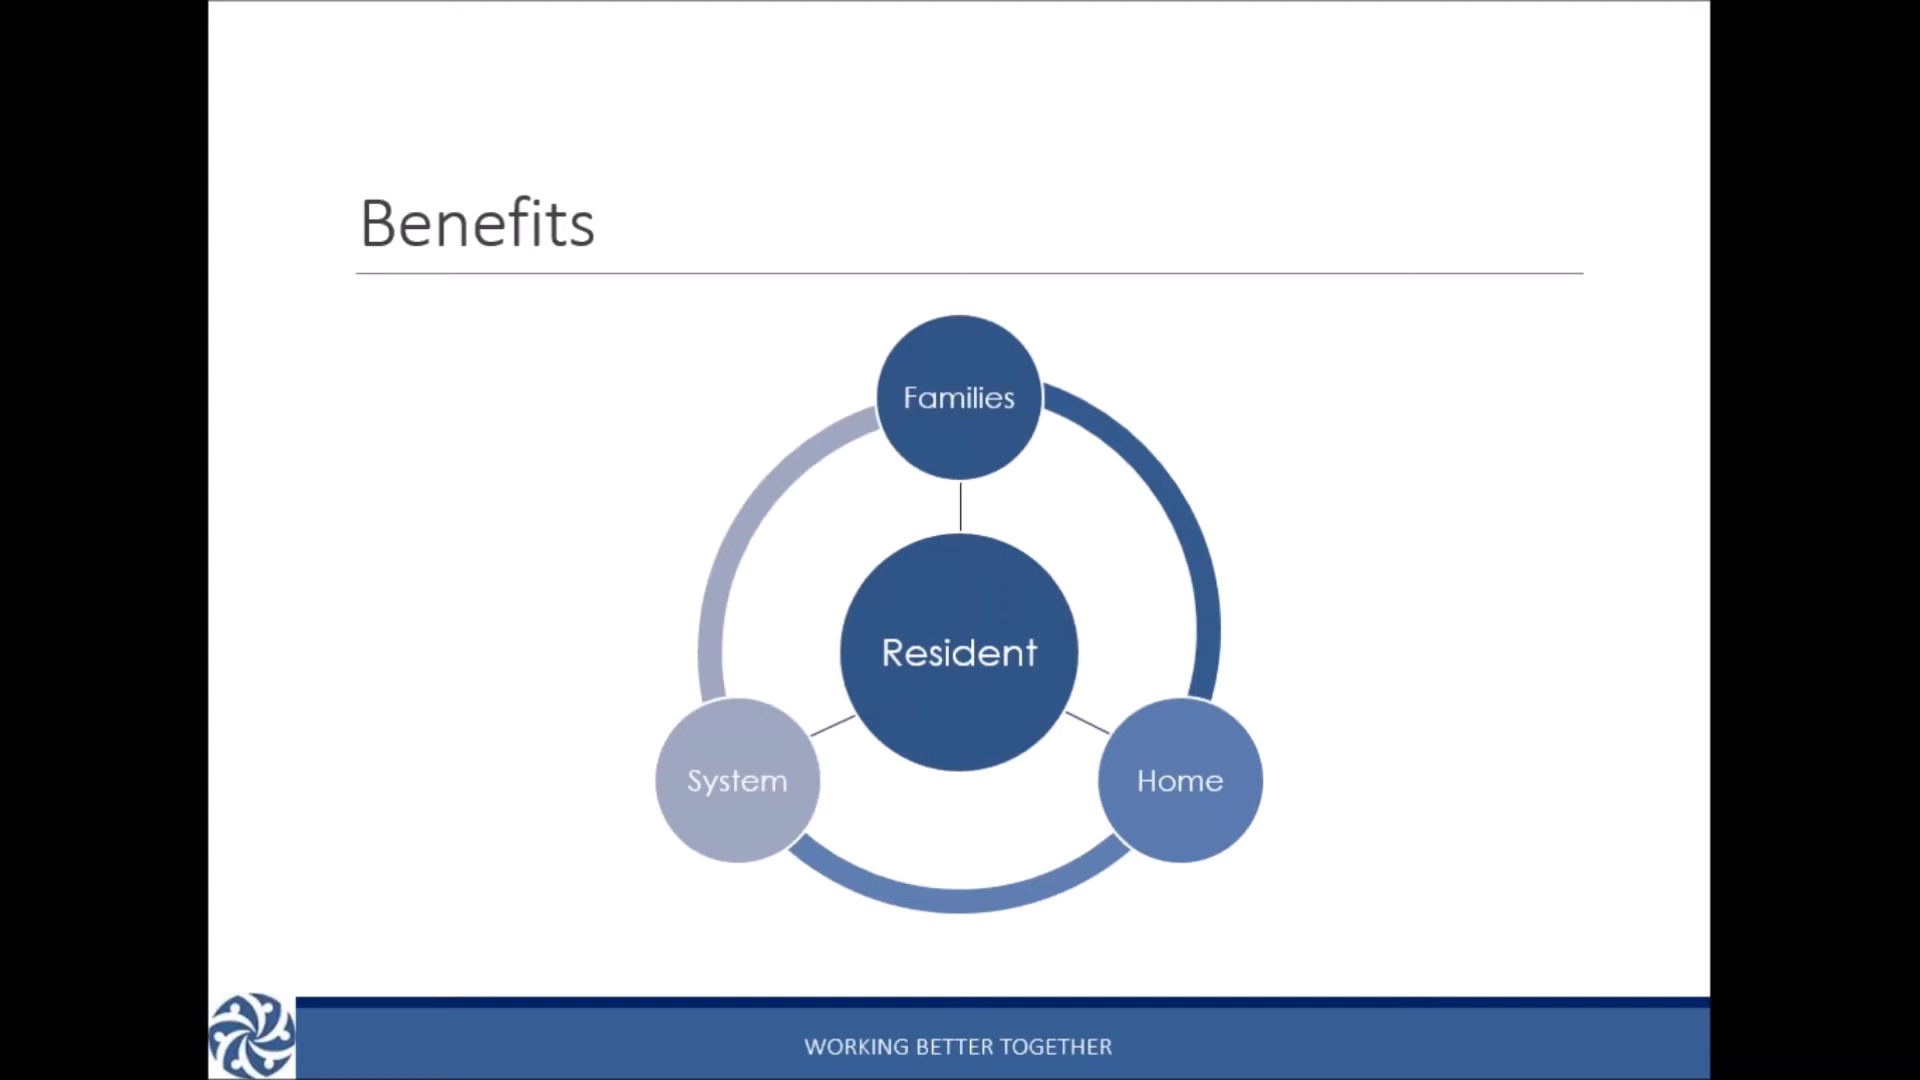 Benefits
Families
Resident
System
Home
WORKING BETTER TOGETHER